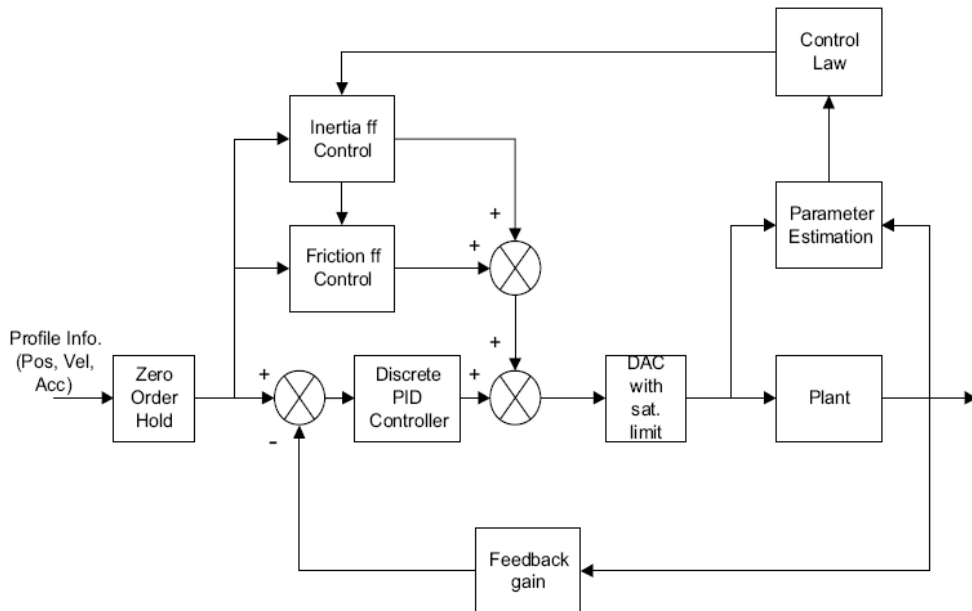 Control
Law
Inertia ff
Control
Parameter
Estimation
+
Friction ff
Control
+
Profile Info.
(Pos, Vel,
Acc)
Zero
Order
Hold
+
-
Discrete
PID
Controller
+
+
DAC
with
sat.
limit
Plant
Feedback
gain